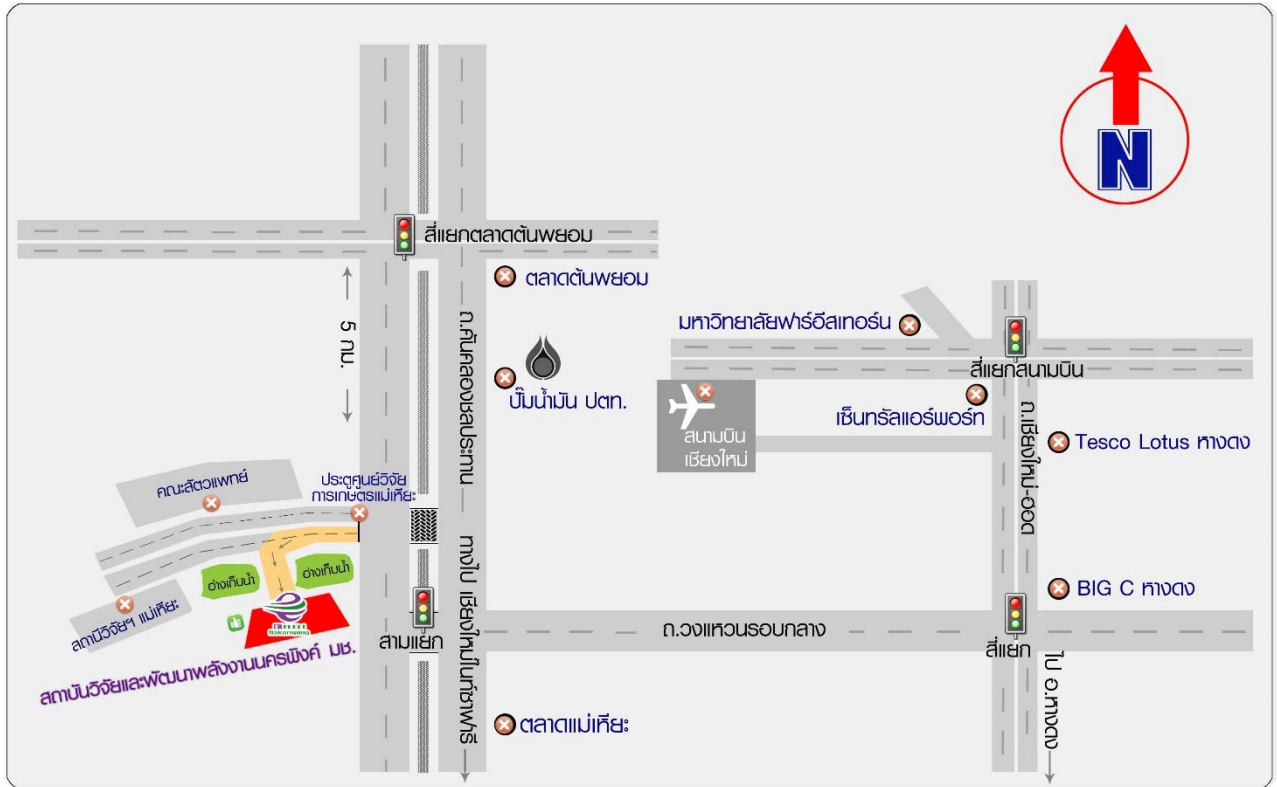 N
สี่แยกตลาดต้นพยอม
ตลาดต้นพยอม
5 กม.
ถ.คันคลองชลประทาน
มหาวิทยาลัยฟาร์อีสเทอร์น
สี่แยกสนามบิน
ปั๊มน้ำมัน ปตท.
เซ็นทรัลแอร์พอร์ท
สนามบิน
เชียงใหม่
ถ.เชียงใหม่-ฮอด
Tesco Lotus หางดง
คณะสัตวแพทย์
ประตูศูนย์วิจัย
การเกษตรแม่เหียะ
ทางไป เชียงใหม่ไนท์ซาฟารี
อ่างเก็บน้ำ
อ่างเก็บน้ำ
BIG C หางดง
สถานีวิจัยฯ แม่เหียะ
Nakornping
สามแยก
ถ.วงแหวนรอบกลาง
สี่แยก
สถาบันวิจัยและพัฒนาพลังงานนครพิงค์ มช.
ไป อ.หางดง
ตลาดแม่เหียะ